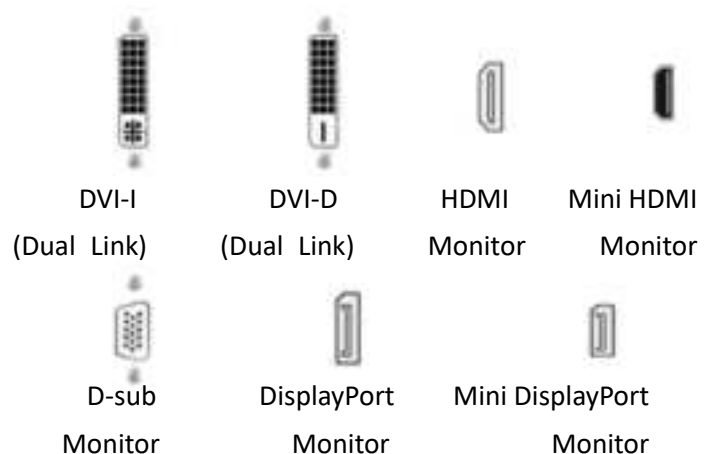 DVI-I DVI-D HDMI Mini HDMI
(Dual Link) (Dual Link) Monitor Monitor
D-sub DisplayPort Mini DisplayPort
Monitor Monitor Monitor